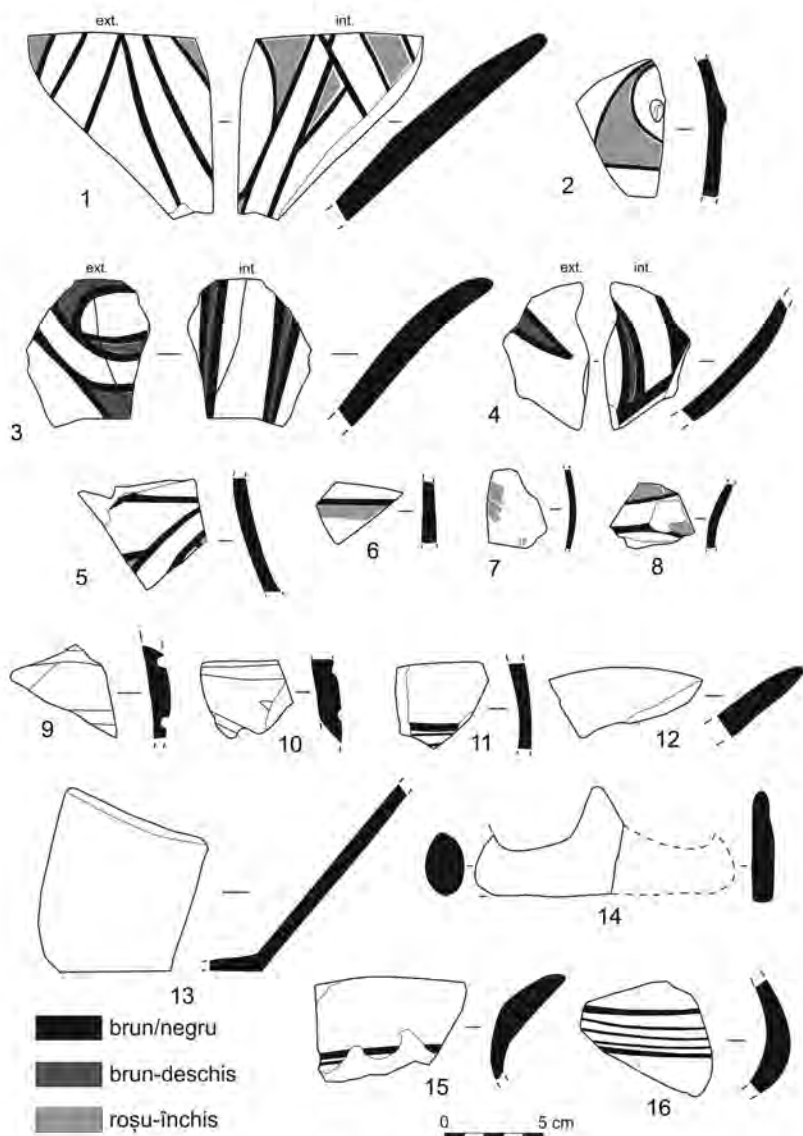 ext.
int.
1
2
ext.
int.
3
ext.
int.
4
5
6
7
8
9
10
11
12
13
14
brun/negru
brun-deschis
roșu-închis
15
16
0
5 cm